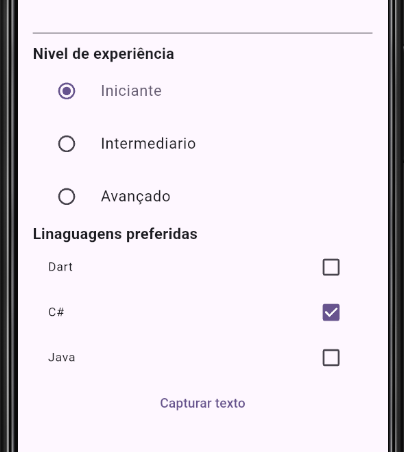 Nivel de experiência
Iniciante
Intermediario
Avançado
Linaguagens preferidas
Dart
C#
Java
Capturar texto